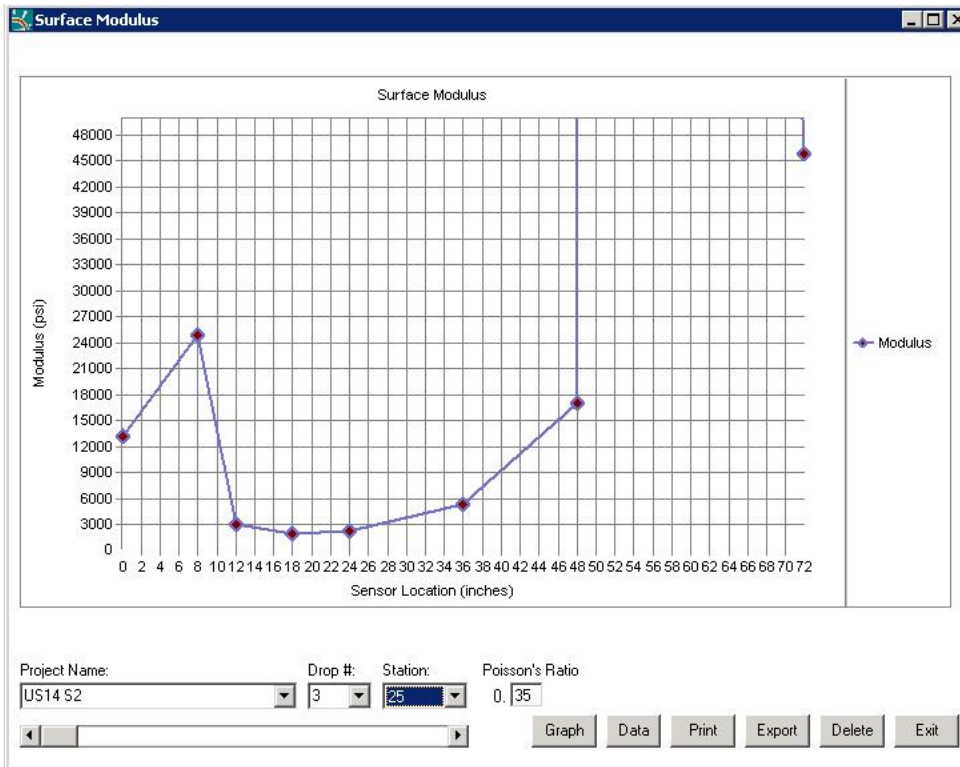 Surface Modulus
Surface Modulus
48000
45000
42000
39000
36000
33000
30000
27000
24000
21000
18000
15000
12000
9000
6000
3000
0
Modulus (psi)
0 2 4 6 8 10 12 14 16 18 20 22 24 26 28 30 32 34 36 38 40 42 44 46 48 50 52 54 56 58 60 62 64 66 68 70 72
Sensor Location (inches)
Modulus
Project Name: Drop #: Station: Poisson's Ratio
US14 S2 3 25 0. 35
Graph Data Print Export Delete Exit